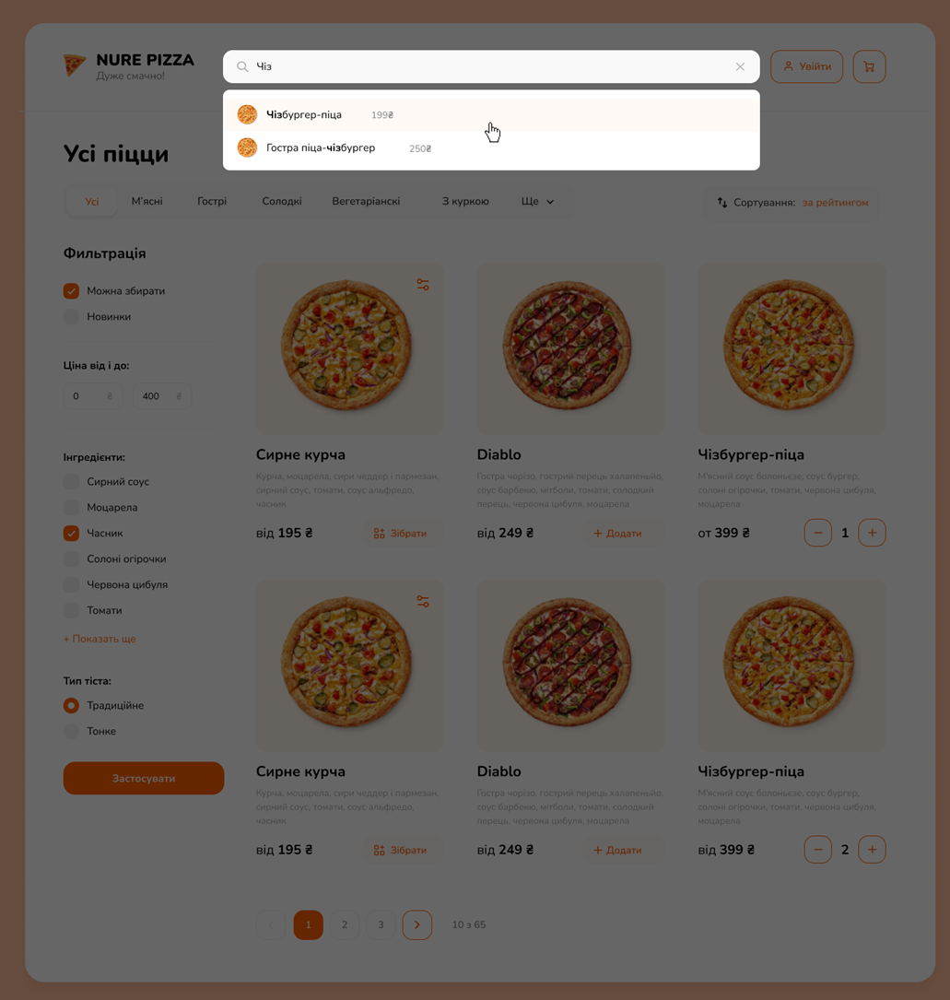 NURE PIZZA
Дуже смачно!
Чіз
Увійти
Чізбургер-піца 199₴
Гостра піца-чізбургер 250₴
Усі піцци
Усі М'ясні Гострі Солодкі Вегетаріанскі З куркою Ще
Сортування: за рейтингом
Фильтрація
Можна збирати
Новинки
Ціна від і до:
0 ₴ 400 ₴
Інгредієнти:
Сирний соус
Моцарела
Часник
Солоні огірочки
Червона цибуля
Томати
+ Показать ще
Тип тіста:
Традиційне
Тонке
Застосувати
Сирне курча
Курча, моцарела, сири чеддер і пармезан,
сирний соус, томати, соус альфредо,
часник
від 195 ₴ Зібрати
Diablo
Гостра чорізо, гострий перець халапеньйо,
соус барбекю, мітболи, томати, солодкий
перець, червона цибуля, моцарела
від 249 ₴ + Додати
Чізбургер-піца
М'ясний соус болоньєзе, соус бургер,
солоні огірочки, томати, червона цибуля,
моцарела
от 399 ₴ − 1 +
Сирне курча
Курча, моцарела, сири чеддер і пармезан,
сирний соус, томати, соус альфредо,
часник
від 195 ₴ Зібрати
Diablo
Гостра чорізо, гострий перець халапеньйо,
соус барбекю, мітболи, томати, солодкий
перець, червона цибуля, моцарела
від 249 ₴ + Додати
Чізбургер-піца
М'ясний соус болоньєзе, соус бургер,
солоні огірочки, томати, червона цибуля,
моцарела
від 399 ₴ − 2 +
1 2 3 10 з 65